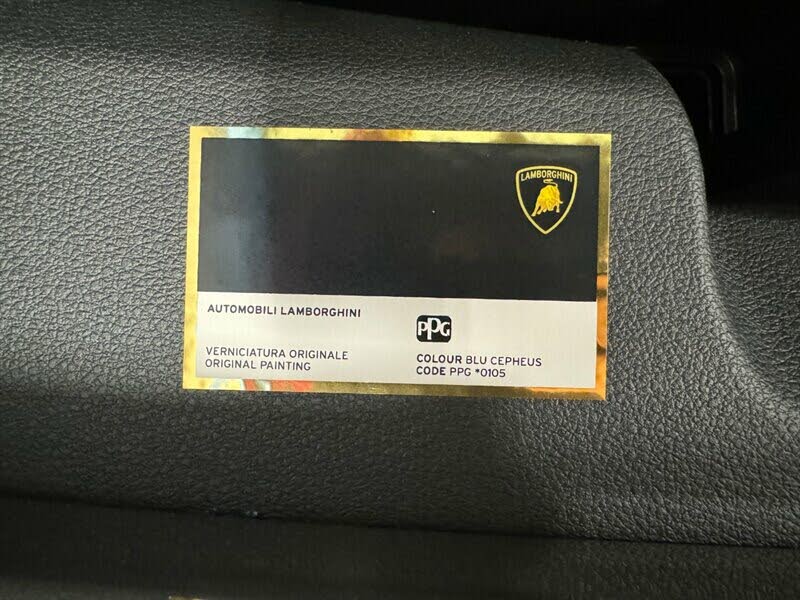 LAMBORGHINI
AUTOMOBILI LAMBORGHINI
PPG
VERNICIATURA ORIGINALE
ORIGINAL PAINTING
COLOUR BLU CEPHEUS
CODE PPG *0105